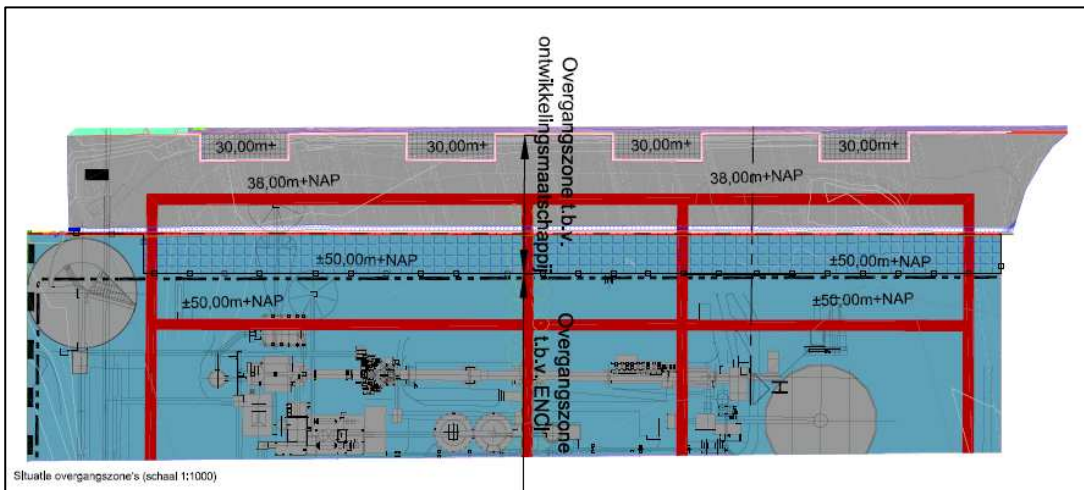 Overgangszone t.b.v.
ontwikkelingsmaatschappij
30,00m+
30,00m+
30,00m+
30,00m+
38,00m+NAP
38,00m+NAP
±50,00m+NAP
±50,00m+NAP
±50,00m+NAP
±50,00m+NAP
Overgangszone
t.b.v. ENCI
Situatie overgangszone's (schaal 1:1000)